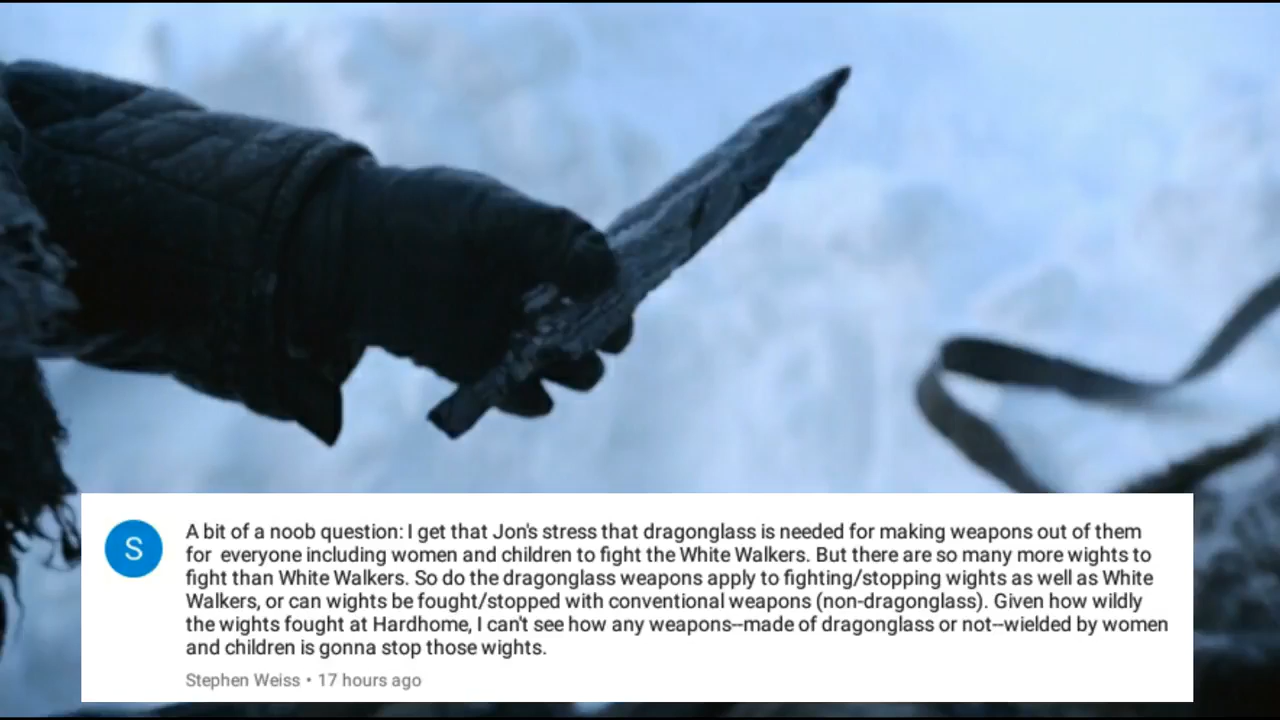 S
A bit of a noob question: I get that Jon's stress that dragonglass is needed for making weapons out of them
for  everyone including women and children to fight the White Walkers. But there are so many more wights to
fight than White Walkers. So do the dragonglass weapons apply to fighting/stopping wights as well as White
Walkers, or can wights be fought/stopped with conventional weapons (non-dragonglass). Given how wildly
the wights fought at Hardhome, I can't see how any weapons--made of dragonglass or not--wielded by women
and children is gonna stop those wights.
Stephen Weiss • 17 hours ago